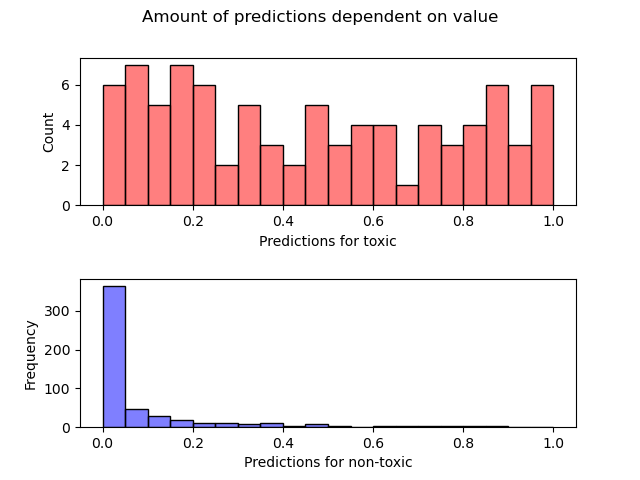 Amount of predictions dependent on value
Count
6
4
2
0
0.0 0.2 0.4 0.6 0.8 1.0
Predictions for toxic
Frequency
300
200
100
0
0.0 0.2 0.4 0.6 0.8 1.0
Predictions for non-toxic